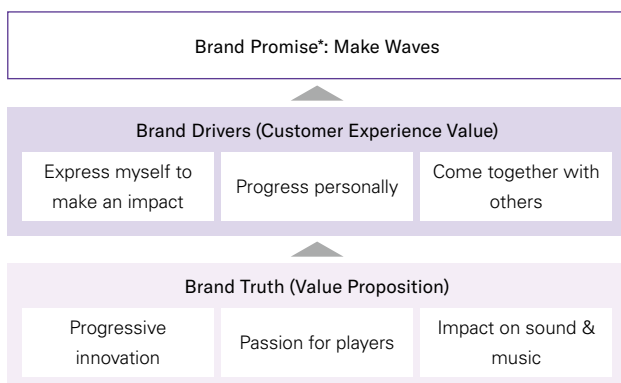 Brand Promise*: Make Waves
Brand Drivers (Customer Experience Value)
Express myself to
make an impact
Progress personally
Come together with
others
Brand Truth (Value Proposition)
Progressive
innovation
Passion for players
Impact on sound &
music